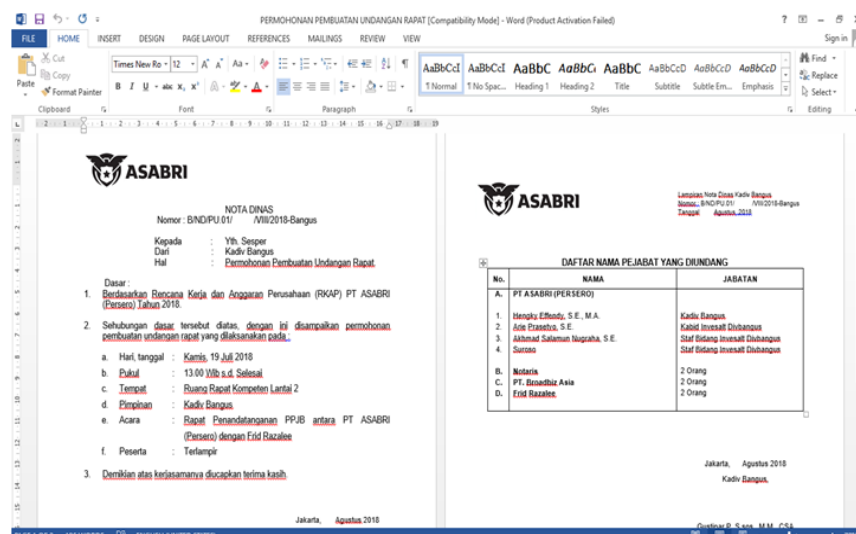 PERMOHONAN PEMBUATAN UNDANGAN RAPAT [Compatibility Mode] - Word (Product Activation Failed)
FILE HOME INSERT DESIGN PAGE LAYOUT REFERENCES MAILINGS REVIEW VIEW Sign in
Cut
Copy
Format Painter
Paste
Times New Ro 12
AaBbCcI AaBbCcI AaBbC AaBbCc AaBbC AaBbCcD AaBbCcD AaBbCcD
¶ Normal ¶ No Spac... Heading 1 Heading 2 Title Subtitle Subtle Em... Emphasis
Find
Replace
Select
Clipboard Font Paragraph Styles Editing
ASABRI
NOTA DINAS
Nomor : B/ND/PU.01/ /VIII/2018-Bangus
Kepada : Yth. Sesper
Dari : Kadiv Bangus
Hal : Permohonan Pembuatan Undangan Rapat
Dasar :
1. Berdasarkan Rencana Kerja dan Anggaran Perusahaan (RKAP) PT ASABRI
(Persero) Tahun 2018.
2. Sehubungan dasar tersebut diatas, dengan ini disampaikan permohonan
pembuatan undangan rapat yang dilaksanakan pada :
a. Hari, tanggal : Kamis, 19 Juli 2018
b. Pukul : 13.00 Wib s.d. Selesai
c. Tempat : Ruang Rapat Kompeten Lantai 2
d. Pimpinan : Kadiv Bangus
e. Acara : Rapat Penandatanganan PPJB antara PT ASABRI
(Persero) dengan Frid Razalee
f. Peserta : Terlampir
3. Demikian atas kerjasamanya diucapkan terima kasih.
Jakarta, Agustus 2018
ASABRI
Lampiran Nota Dinas Kadiv Bangus
Nomor : B/ND/PU.01/ /VIII/2018-Bangus
Tanggal Agustus 2018
DAFTAR NAMA PEJABAT YANG DIUNDANG
No. NAMA JABATAN
A. PT ASABRI (PERSERO)
1. Hengky Effendy, S.E., M.A. Kadiv Bangus
2. Arie Prasetyo, S.E. Kabid Invesalt Divbangus
3. Akhmad Salamun Nugraha, S.E. Staf Bidang Invesalt Divbangus
4. Suroso Staf Bidang Invesalt Divbangus
B. Notaris 2 Orang
C. PT. Broadbiz Asia 2 Orang
D. Frid Razalee 2 Orang
Jakarta, Agustus 2018
Kadiv Bangus,